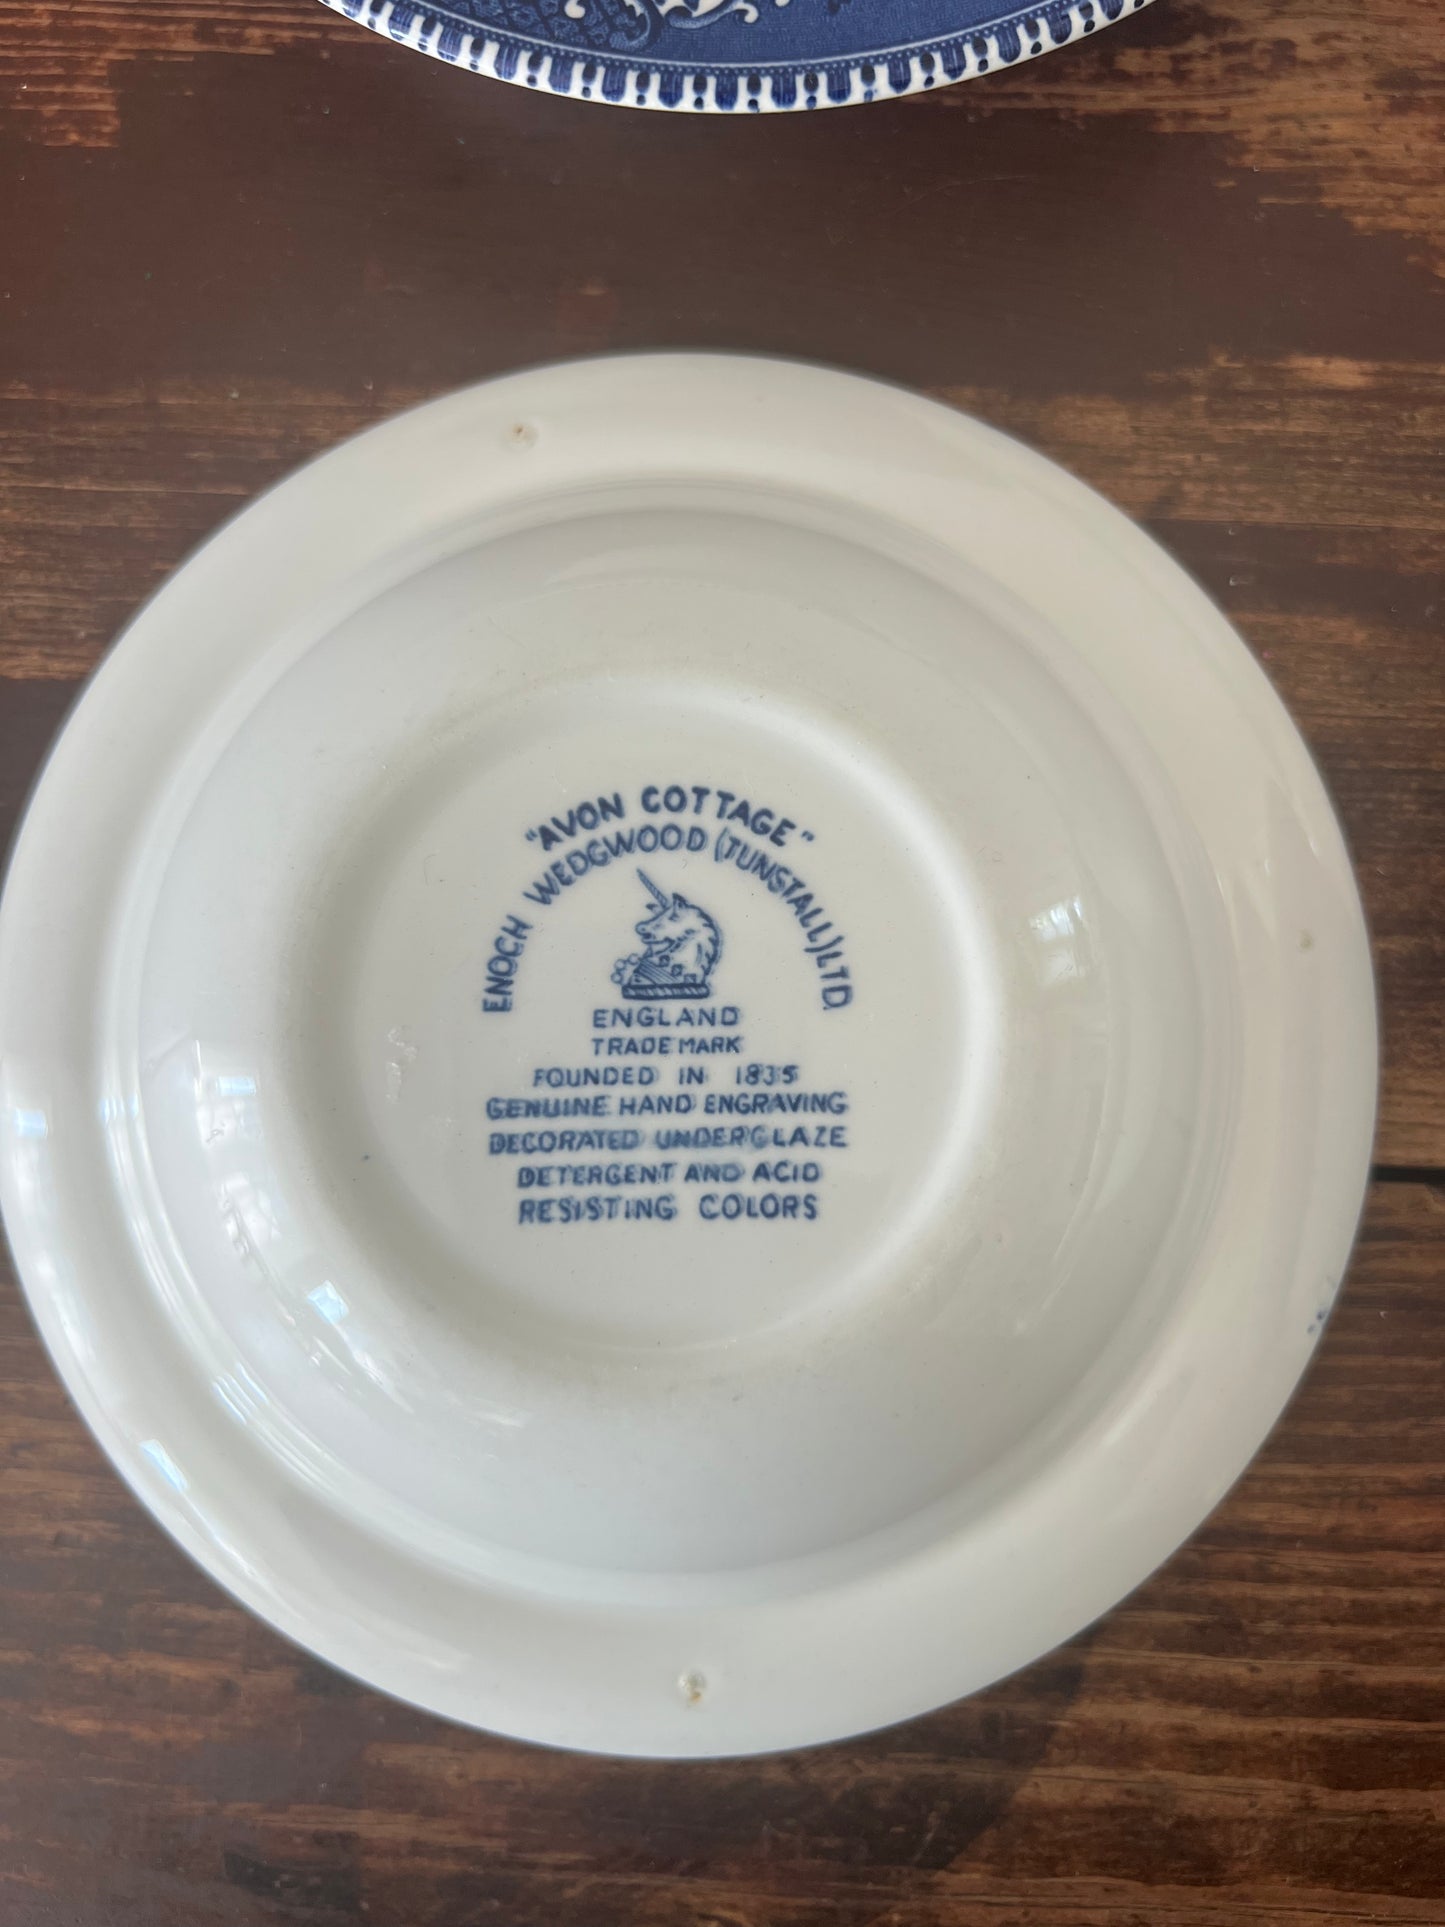 "AVON COTTAGE"
ENOCH WEDGWOOD (TUNSTALL) LTD.
ENGLAND
TRADE MARK
FOUNDED IN 1835
GENUINE HAND ENGRAVING
DECORATED UNDERGLAZE
DETERGENT AND ACID
RESISTING COLORS